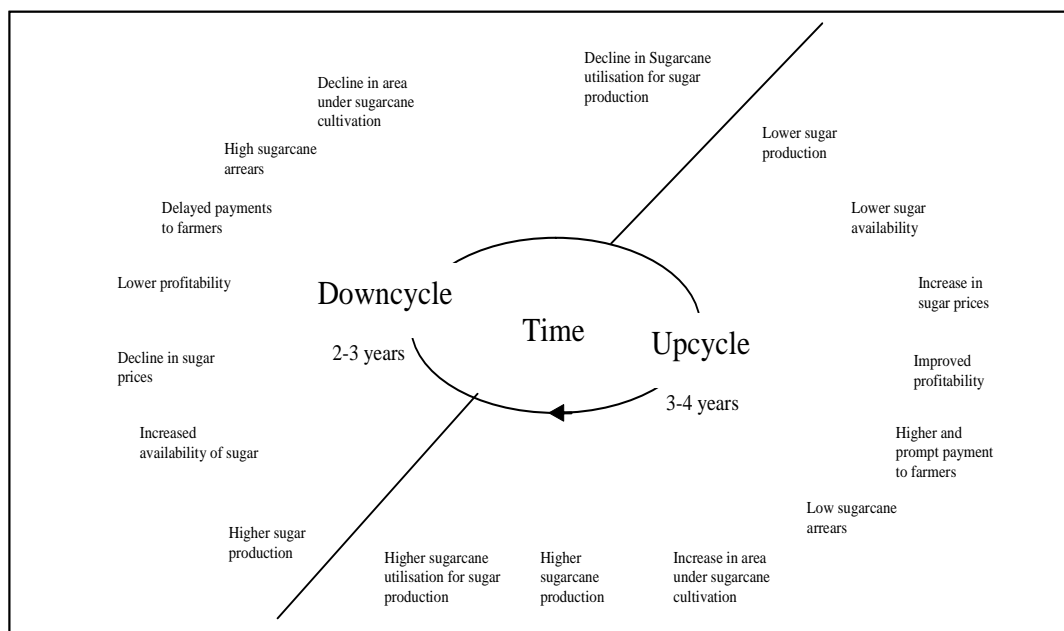 Decline in Sugarcane
utilisation for sugar
production
Lower sugar
production
Lower sugar
availability
Increase in
sugar prices
Improved
profitability
Higher and
prompt payment
to farmers
Low sugarcane
arrears
Increase in area
under sugarcane
cultivation
Higher
sugarcane
production
Higher sugarcane
utilisation for sugar
production
Higher sugar
production
Increased
availability of sugar
Decline in sugar
prices
Lower profitability
Delayed payments
to farmers
High sugarcane
arrears
Decline in area
under sugarcane
cultivation
Downcycle
2-3 years
Time
Upcycle
3-4 years